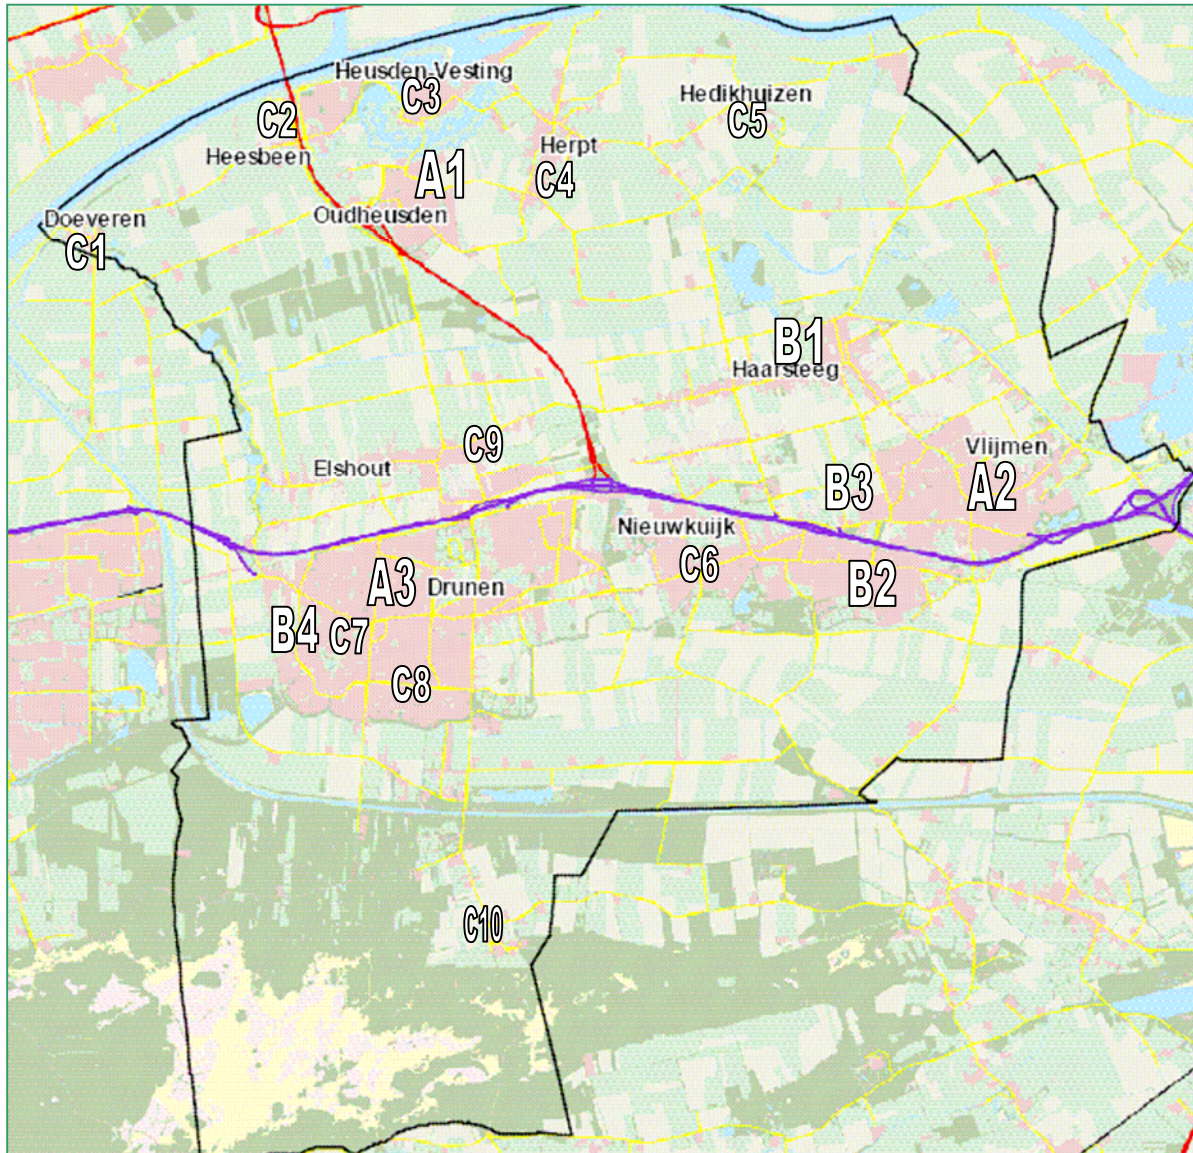 Heusden-Vesting
C3
Hedikhuizen
C5
C2
Heesbeen
Herpt
C4
A1
Doeveren
C1
Oudheusden
B1
Haarsteeg
C9
Elshout
Vlijmen
A2
B3
Nieuwkuijk
C6
B2
A3
Drunen
B4
C7
C8
C10